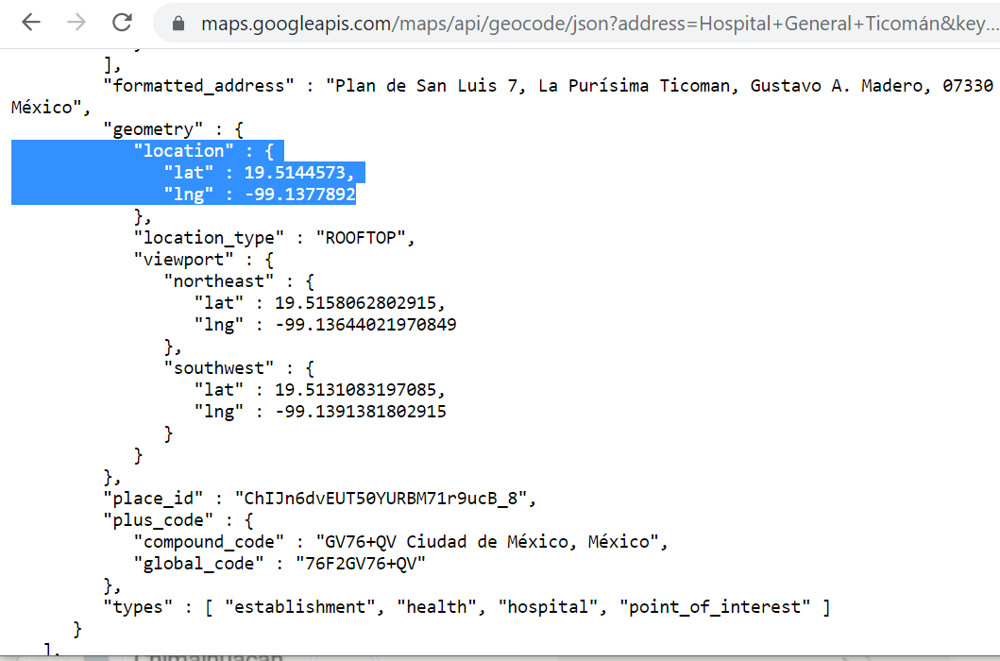 maps.googleapis.com/maps/api/geocode/json?address=Hospital+General+Ticomán&key...
],
"formatted_address" : "Plan de San Luis 7, La Purísima Ticoman, Gustavo A. Madero, 07330
México",
"geometry" : {
"location" : {
"lat" : 19.5144573,
"lng" : -99.1377892
},
"location_type" : "ROOFTOP",
"viewport" : {
"northeast" : {
"lat" : 19.5158062802915,
"lng" : -99.13644021970849
},
"southwest" : {
"lat" : 19.5131083197085,
"lng" : -99.1391381802915
}
}
},
"place_id" : "ChIJn6dvEUT50YURBM71r9ucB_8",
"plus_code" : {
"compound_code" : "GV76+QV Ciudad de México, México",
"global_code" : "76F2GV76+QV"
},
"types" : [ "establishment", "health", "hospital", "point_of_interest" ]
}
],